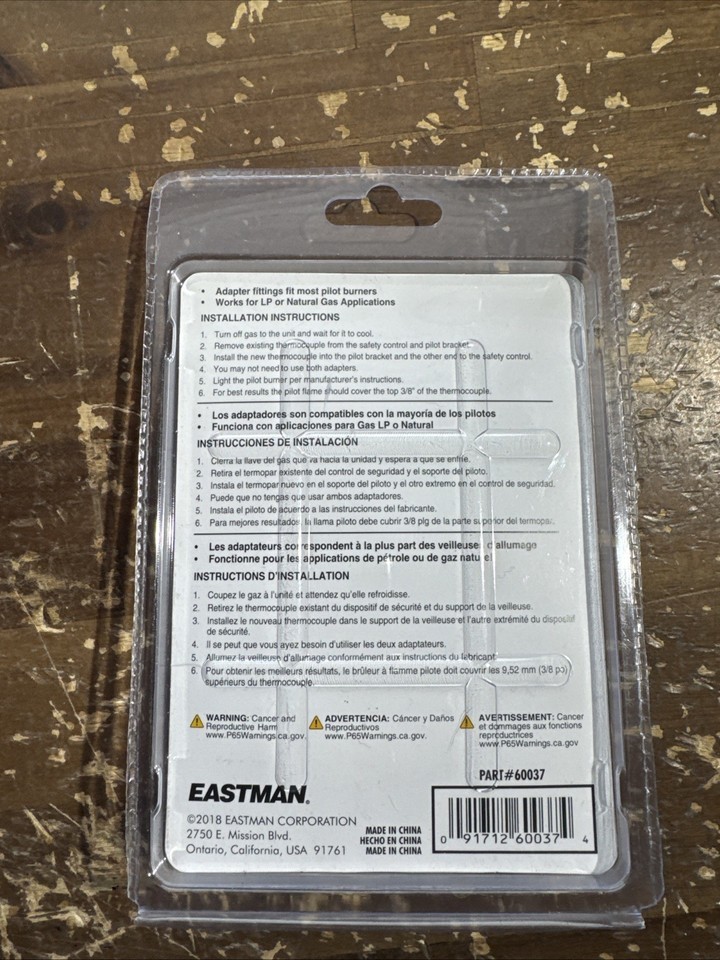 • Adapter fittings fit most pilot burners
• Works for LP or Natural Gas Applications
INSTALLATION INSTRUCTIONS
1. Turn off gas to the unit and wait for it to cool.
2. Remove existing thermocouple from the safety control and pilot bracket.
3. Install the new thermocouple into the pilot bracket and the other end to the safety control.
4. You may not need to use both adapters.
5. Light the pilot burner per manufacturer's instructions.
6. For best results the pilot flame should cover the top 3/8" of the thermocouple.
• Los adaptadores son compatibles con la mayoría de los pilotos
• Funciona con aplicaciones para Gas LP o Natural
INSTRUCCIONES DE INSTALACIÓN
1. Cierra la llave del gas que va hacia la unidad y espera a que se enfríe.
2. Retira el termopar existente del control de seguridad y el soporte del piloto.
3. Instala el termopar nuevo en el soporte del piloto y el otro extremo en el control de seguridad.
4. Puede que no tengas que usar ambos adaptadores.
5. Instala el piloto de acuerdo a las instrucciones del fabricante.
6. Para mejores resultados, la llama piloto debe cubrir 3/8 plg de la parte superior del termopar.
• Les adaptateurs correspondent à la plus part des veilleuses d'allumage
• Fonctionne pour les applications de pétrole ou de gaz naturel
INSTRUCTIONS D'INSTALLATION
1. Coupez le gaz à l'unité et attendez qu'elle refroidisse.
2. Retirez le thermocouple existant du dispositif de sécurité et du support de la veilleuse.
3. Installez le nouveau thermocouple dans le support de la veilleuse et l'autre extrémité du dispositif
de sécurité.
4. Il se peut que vous ayez besoin d'utiliser les deux adaptateurs.
5. Allumez la veilleuse d'allumage conformément aux instructions du fabricant.
6. Pour obtenir les meilleurs résultats, le brûleur à flamme pilote doit couvrir les 9,52 mm (3/8 po)
supérieurs du thermocouple.
WARNING: Cancer and
Reproductive Harm
www.P65Warnings.ca.gov.
ADVERTENCIA: Cáncer y Daños
Reproductivos
www.P65Warnings.ca.gov.
AVERTISSEMENT: Cancer
et dommages aux fonctions
reproductrices
www.P65Warnings.ca.gov
PART#60037
EASTMAN®
©2018 EASTMAN CORPORATION
2750 E. Mission Blvd.
Ontario, California, USA 91761
MADE IN CHINA
HECHO EN CHINA
MADE IN CHINA
0 91712 60037 4